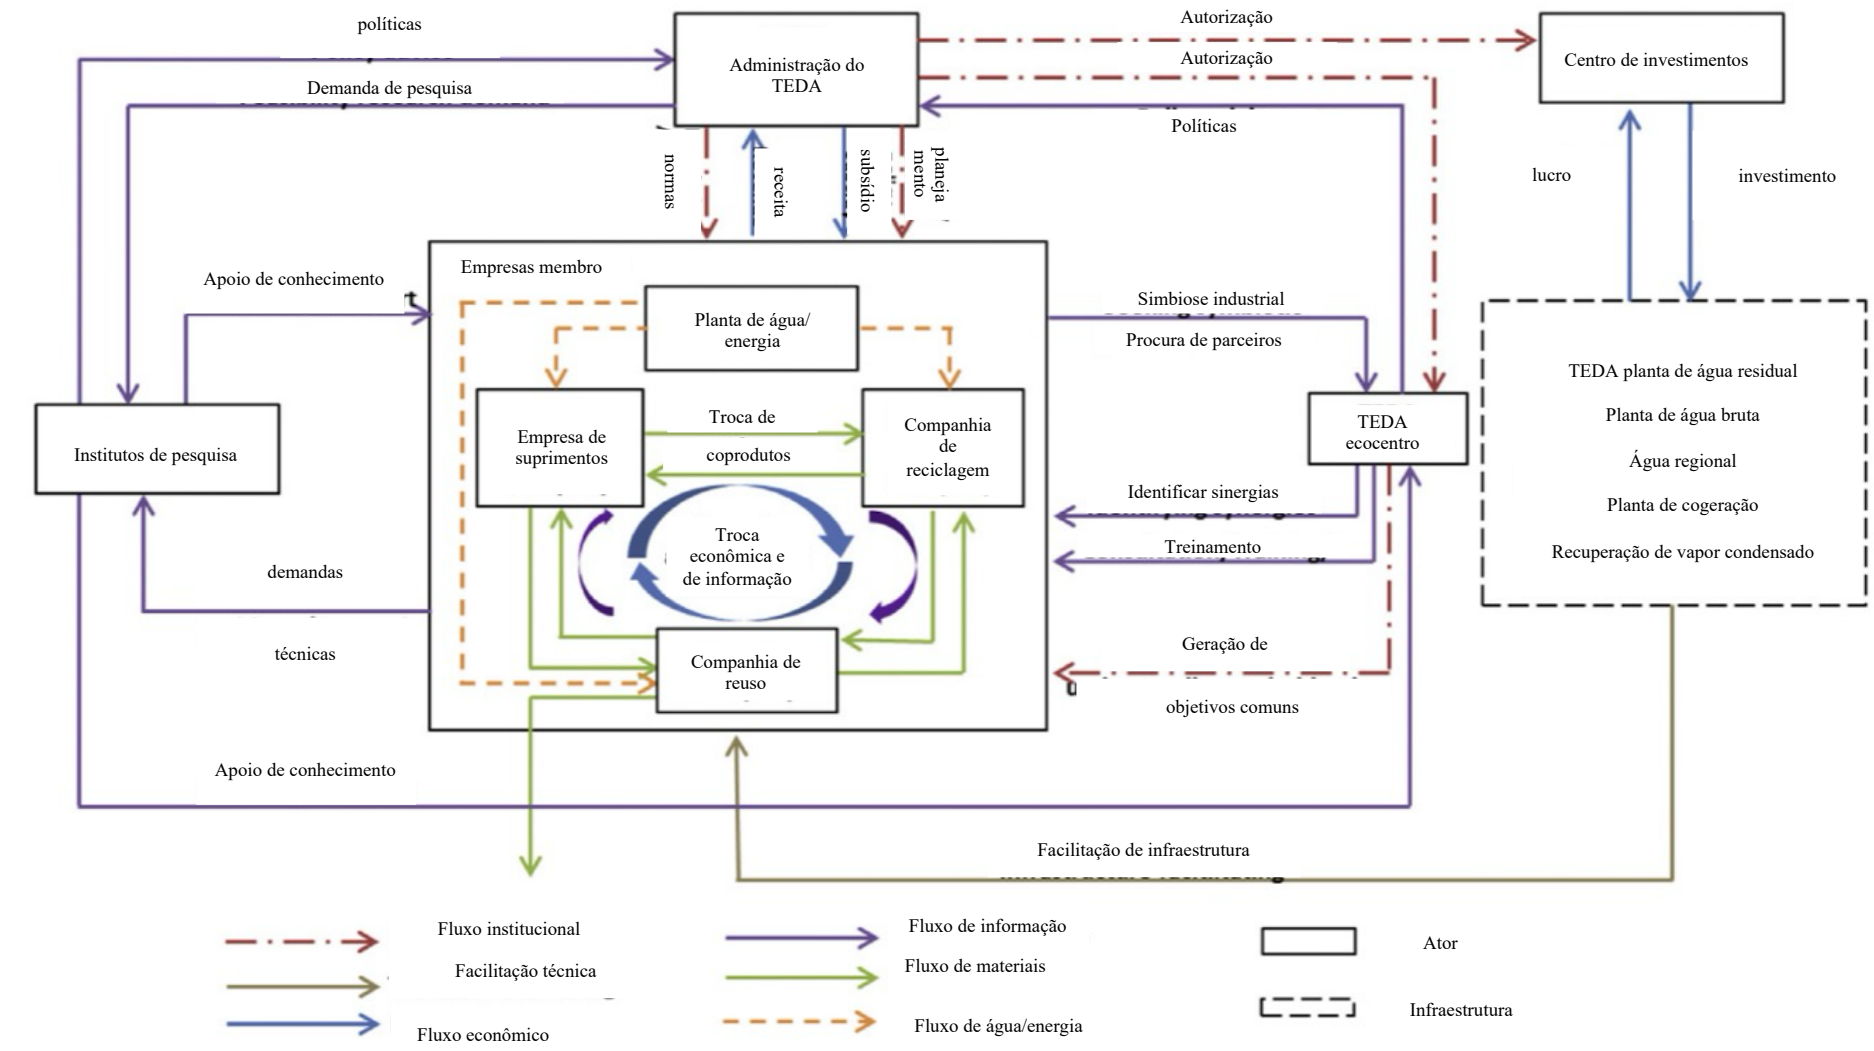 políticas
Autorização
Administração do
TEDA
Centro de investimentos
Autorização
Demanda de pesquisa
Políticas
normas
receita
subsídio
planeja
mento
lucro
investimento
Empresas membro
Apoio de conhecimento
Simbiose industrial
Planta de água/
energia
Procura de parceiros
TEDA planta de água residual
Planta de água bruta
Água regional
Planta de cogeração
Recuperação de vapor condensado
Troca de
coprodutos
Empresa de
suprimentos
Companhia
de
reciclagem
TEDA
ecocentro
Institutos de pesquisa
Identificar sinergias
Treinamento
Troca
econômica e
de informação
demandas
técnicas
Geração de
objetivos comuns
Companhia de
reuso
Apoio de conhecimento
Facilitação de infraestrutura
Fluxo institucional
Fluxo de informação
Ator
Facilitação técnica
Fluxo de materiais
Fluxo econômico
Fluxo de água/energia
Infraestrutura